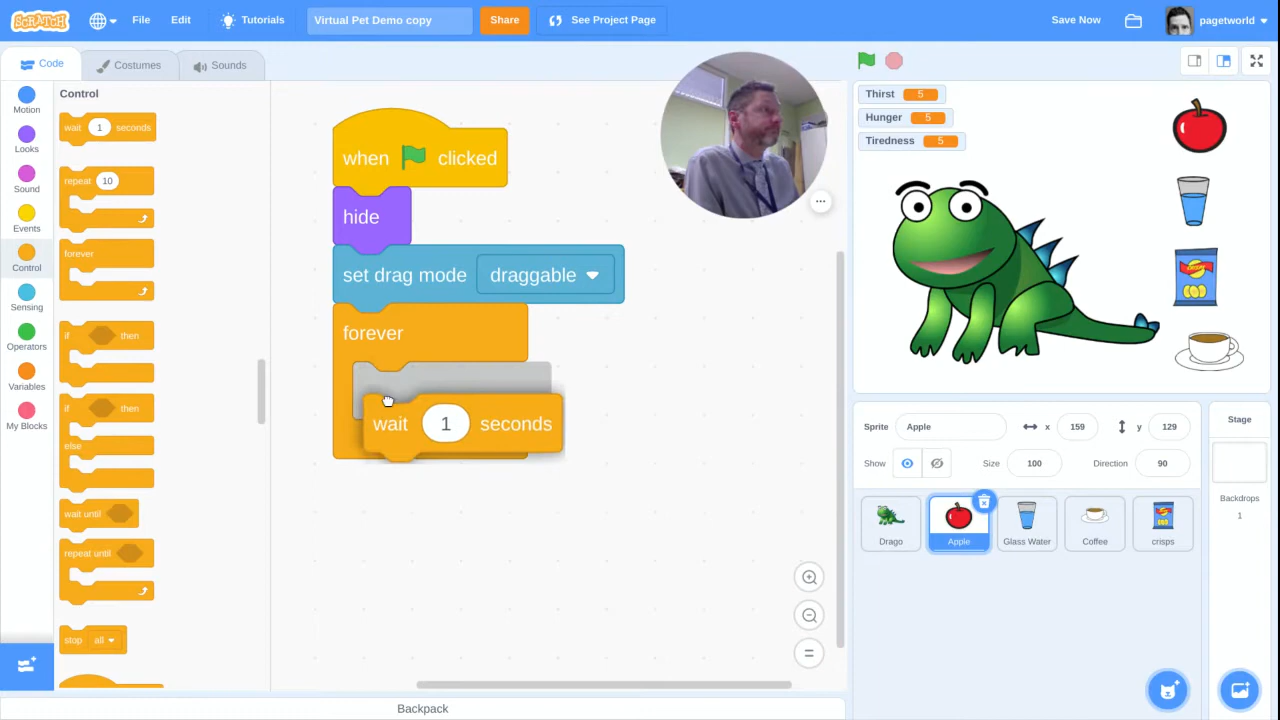 SCRATCH
File
Edit
Tutorials
Virtual Pet Demo copy
Share
See Project Page
Save Now
pagetworld
Code
Costumes
Sounds
Motion
Looks
Sound
Events
Control
Sensing
Operators
Variables
My Blocks
Control
wait 1 seconds
repeat 10
forever
if then
if then
else
wait until
repeat until
stop all
when clicked
hide
set drag mode draggable
forever
wait 1 seconds
Thirst 5
Hunger 5
Tiredness 5
Sprite Apple x 159 y 129
Show Size 100 Direction 90
Drago
Apple
Glass Water
Coffee
crisps
Stage
Backdrops
1
Backpack